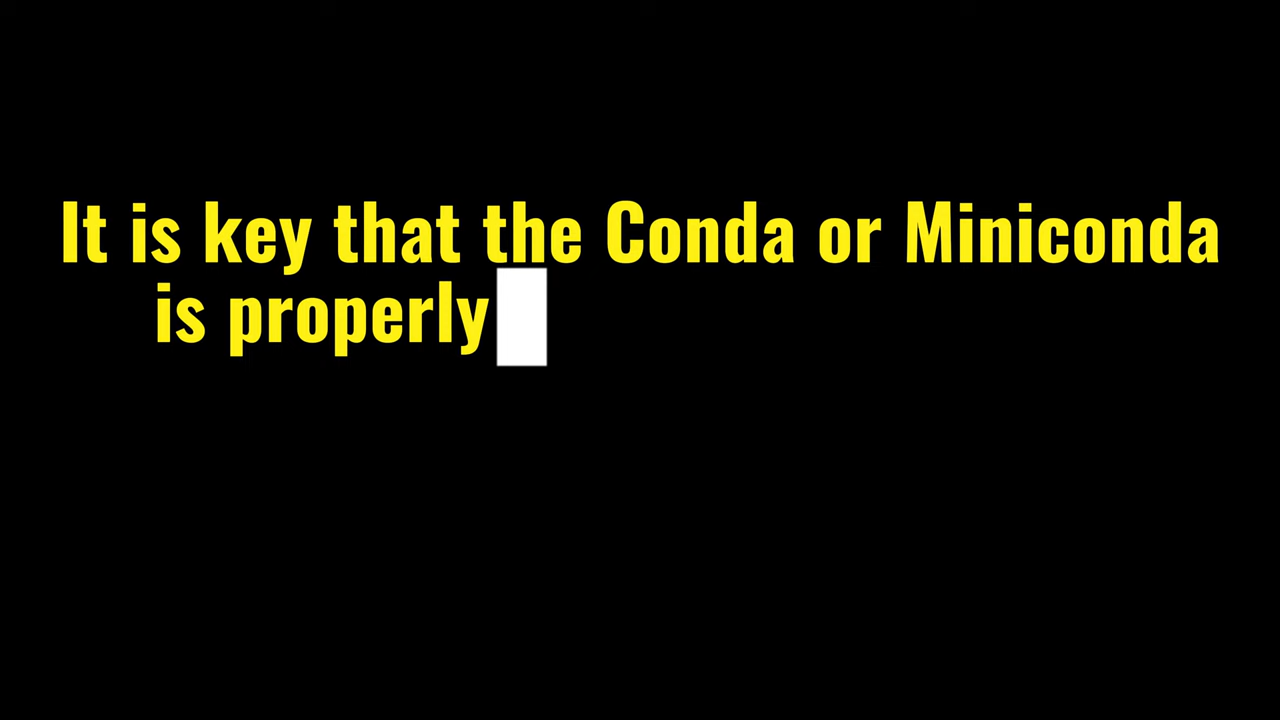 It is key that the Conda or Miniconda
is properly